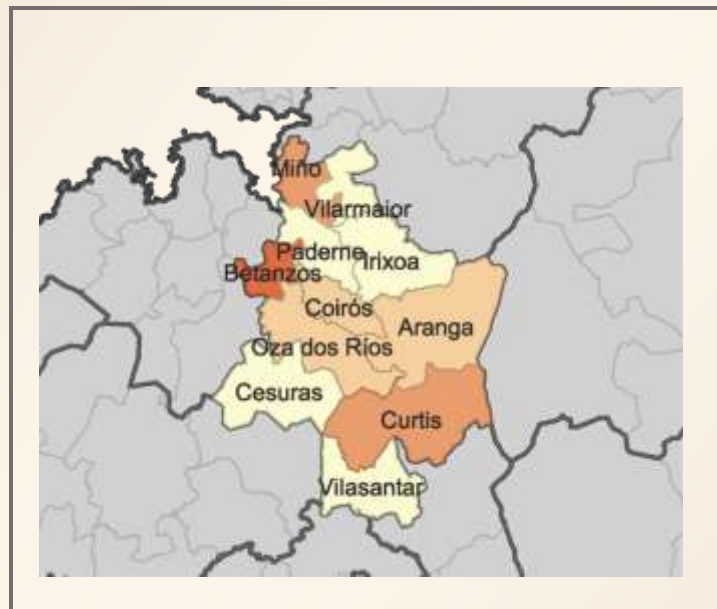 Miño
Vilarmaior
Paderne
Irixoa
Betanzos
Coirós
Aranga
Oza dos Ríos
Cesuras
Curtis
Vilasantar